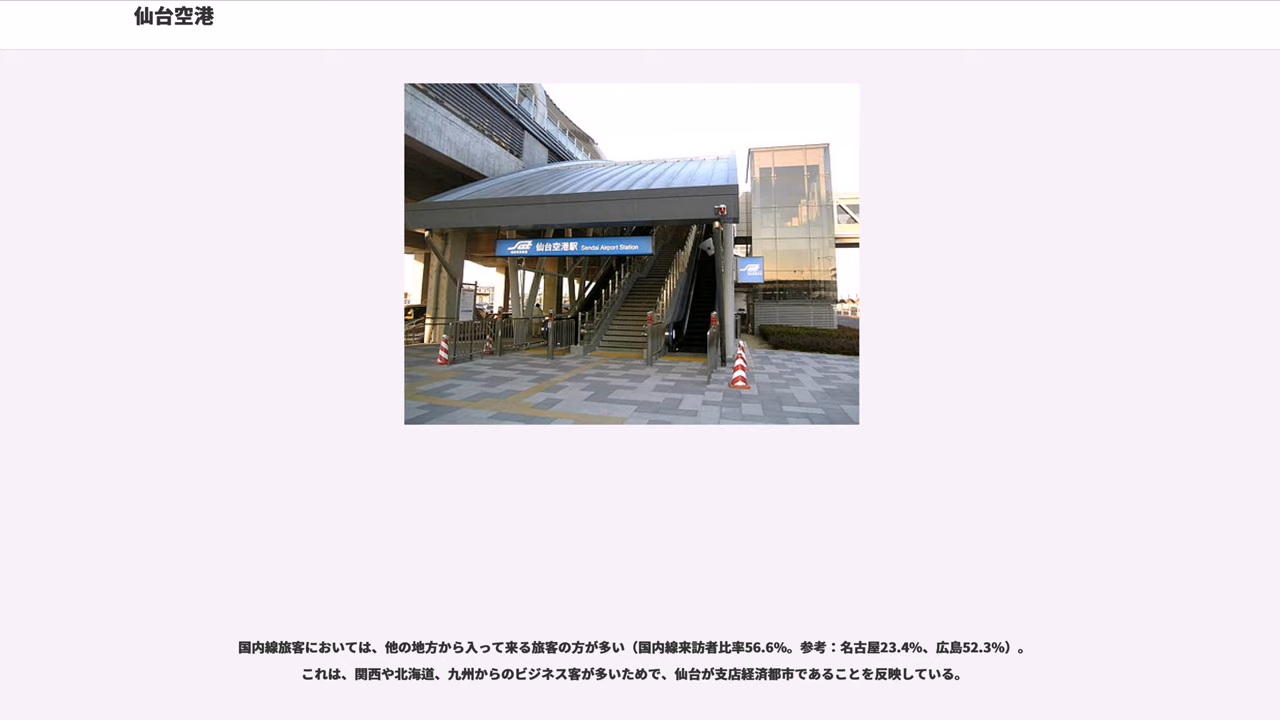 仙台空港
仙台空港駅 Sendai Airport Station
国内線旅客においては、他の地方から入って来る旅客の方が多い（国内線来訪者比率56.6%。参考：名古屋23.4%、広島52.3%）。
これは、関西や北海道、九州からのビジネス客が多いためで、仙台が支店経済都市であることを反映している。